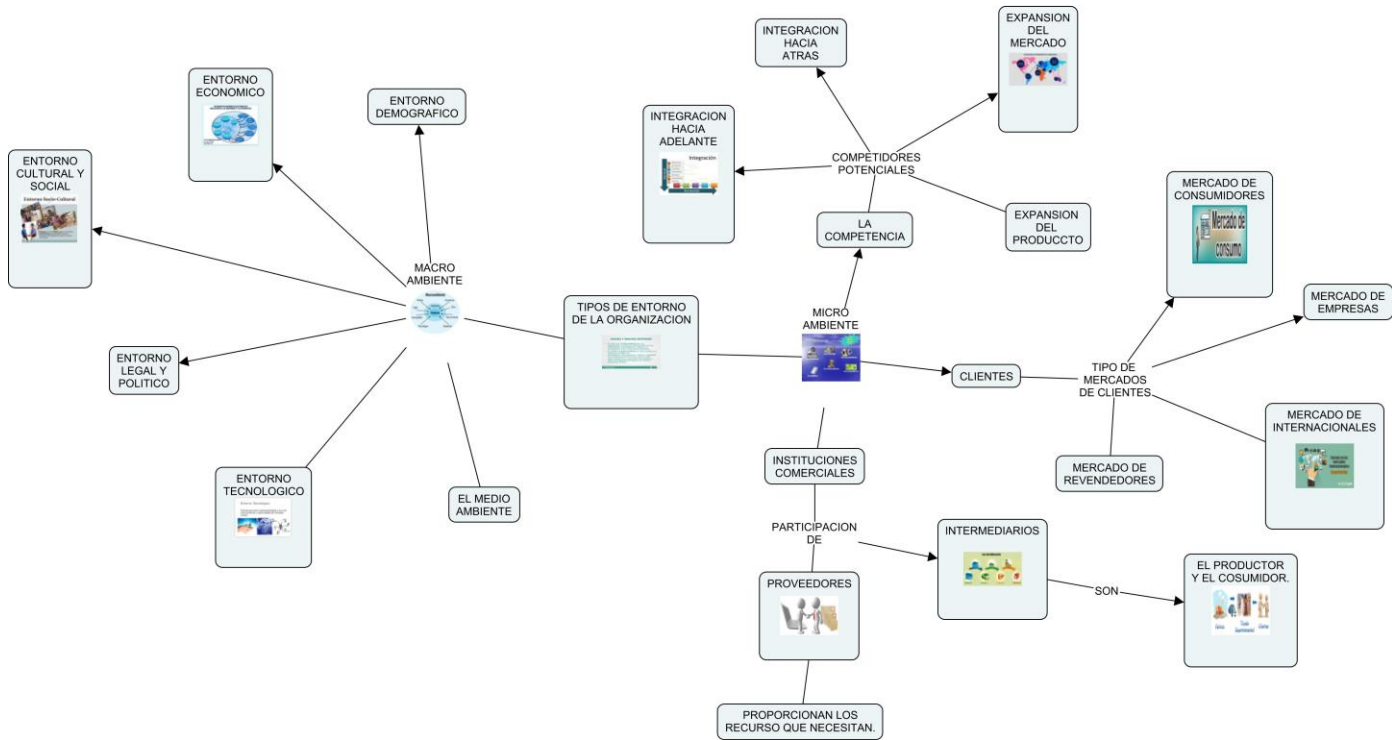 INTEGRACION
HACIA
ATRAS
EXPANSION
DEL
MERCADO
ENTORNO
ECONOMICO
ENTORNO
DEMOGRAFICO
INTEGRACION
HACIA
ADELANTE
Integración
COMPETIDORES
POTENCIALES
ENTORNO
CULTURAL Y
SOCIAL
Entorno Socio-Cultural
MERCADO DE
CONSUMIDORES
Mercado de
consumo
LA
COMPETENCIA
EXPANSION
DEL
PRODUCCTO
MACRO
AMBIENTE
TIPOS DE ENTORNO
DE LA ORGANIZACION
MICRO
AMBIENTE
MERCADO DE
EMPRESAS
ENTORNO
LEGAL Y
POLITICO
CLIENTES
TIPO DE
MERCADOS
DE CLIENTES
MERCADO DE
INTERNACIONALES
INSTITUCIONES
COMERCIALES
MERCADO DE
REVENDEDORES
ENTORNO
TECNOLOGICO
EL MEDIO
AMBIENTE
PARTICIPACION
DE
INTERMEDIARIOS
PROVEEDORES
SON
EL PRODUCTOR
Y EL COSUMIDOR.
PROPORCIONAN LOS
RECURSO QUE NECESITAN.